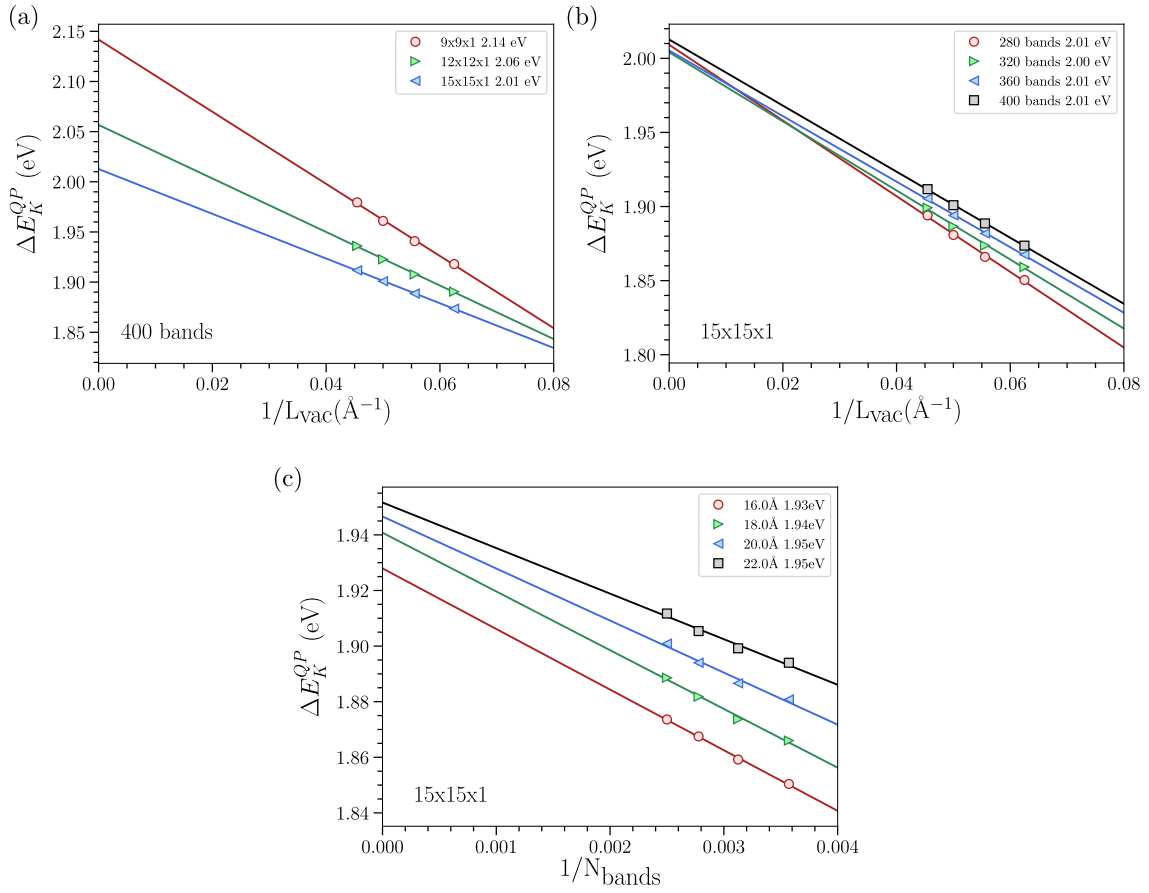 (a)
2.15
2.10
2.05
2.00
1.95
1.90
1.85
ΔE_K^{QP} (eV)
9x9x1 2.14 eV
12x12x1 2.06 eV
15x15x1 2.01 eV
400 bands
0.00 0.02 0.04 0.06 0.08
1/L_vac(Å⁻¹)
(b)
2.00
1.95
1.90
1.85
1.80
ΔE_K^{QP} (eV)
280 bands 2.01 eV
320 bands 2.00 eV
360 bands 2.01 eV
400 bands 2.01 eV
15x15x1
0.00 0.02 0.04 0.06 0.08
1/L_vac(Å⁻¹)
(c)
1.94
1.92
1.90
1.88
1.86
1.84
ΔE_K^{QP} (eV)
16.0Å 1.93eV
18.0Å 1.94eV
20.0Å 1.95eV
22.0Å 1.95eV
15x15x1
0.000 0.001 0.002 0.003 0.004
1/N_bands